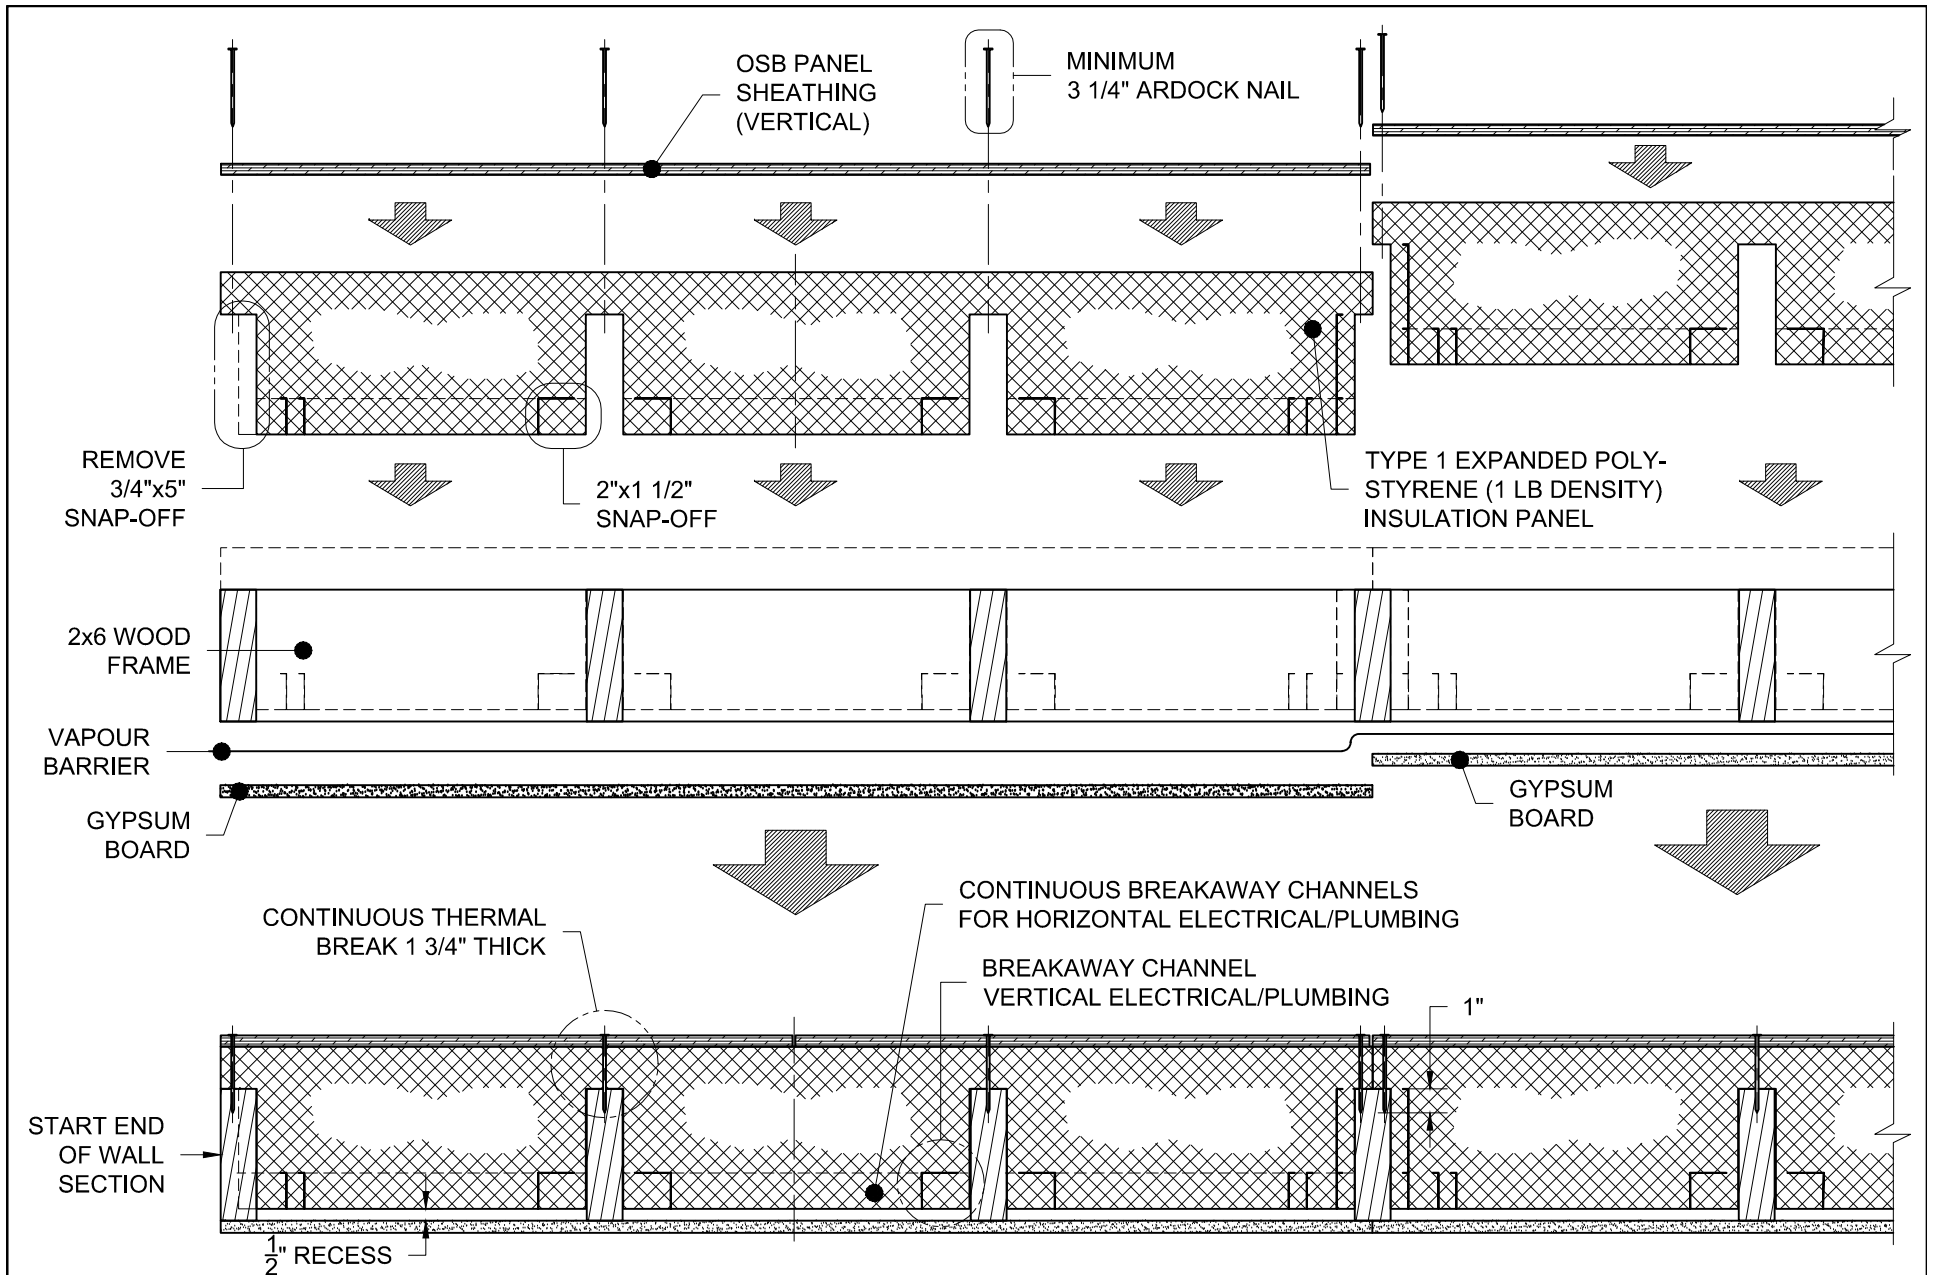 OSB PANEL
SHEATHING
(VERTICAL)
MINIMUM
3 1/4" ARDOCK NAIL
REMOVE
3/4"x5"
SNAP-OFF
2"x1 1/2"
SNAP-OFF
TYPE 1 EXPANDED POLY-
STYRENE (1 LB DENSITY)
INSULATION PANEL
2x6 WOOD
FRAME
VAPOUR
BARRIER
GYPSUM
BOARD
GYPSUM
BOARD
CONTINUOUS THERMAL
BREAK 1 3/4" THICK
CONTINUOUS BREAKAWAY CHANNELS
FOR HORIZONTAL ELECTRICAL/PLUMBING
BREAKAWAY CHANNEL
VERTICAL ELECTRICAL/PLUMBING
1"
START END
OF WALL
SECTION
1/2" RECESS